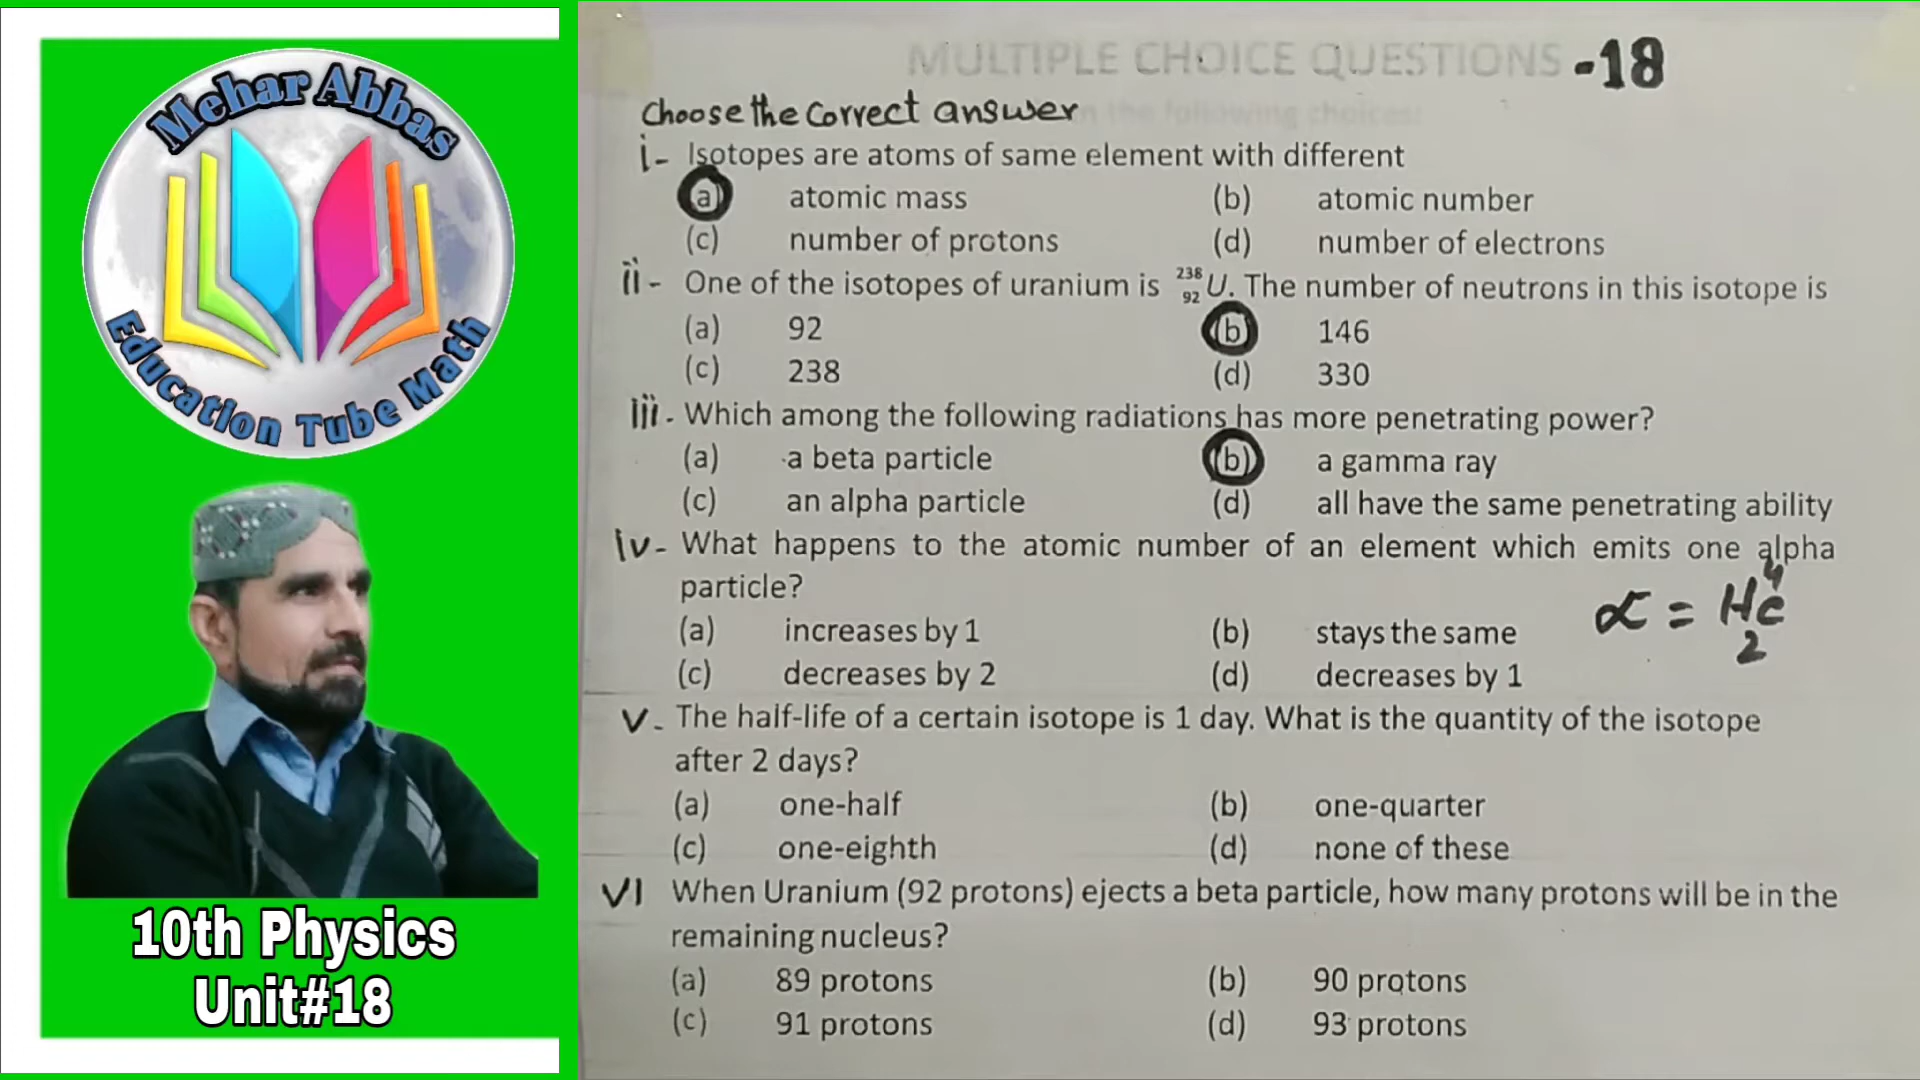 Mehar Abbas
Education Tube Math
10th Physics
Unit#18
MULTIPLE CHOICE QUESTIONS -18
Choose the Correct answer the following choices:
i- Isotopes are atoms of same element with different
(a) atomic mass (b) atomic number
(c) number of protons (d) number of electrons
ii- One of the isotopes of uranium is ²³⁸₉₂U. The number of neutrons in this isotope is
(a) 92 (b) 146
(c) 238 (d) 330
iii- Which among the following radiations has more penetrating power?
(a) a beta particle (b) a gamma ray
(c) an alpha particle (d) all have the same penetrating ability
iv- What happens to the atomic number of an element which emits one alpha
particle?
α = He⁴₂
(a) increases by 1 (b) stays the same
(c) decreases by 2 (d) decreases by 1
v- The half-life of a certain isotope is 1 day. What is the quantity of the isotope
after 2 days?
(a) one-half (b) one-quarter
(c) one-eighth (d) none of these
VI When Uranium (92 protons) ejects a beta particle, how many protons will be in the
remaining nucleus?
(a) 89 protons (b) 90 protons
(c) 91 protons (d) 93 protons